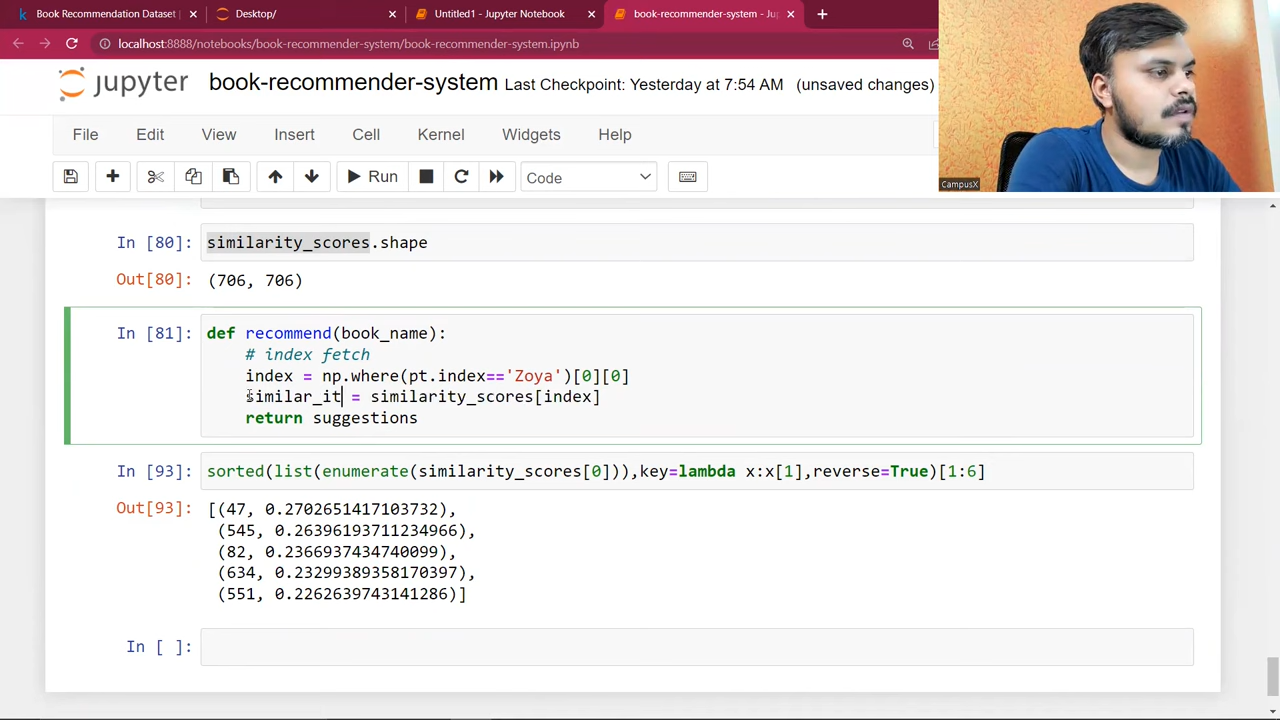 Book Recommendation Dataset
Desktop/
Untitled1 - Jupyter Notebook
book-recommender-system - Jup
localhost:8888/notebooks/book-recommender-system/book-recommender-system.ipynb
jupyter book-recommender-system Last Checkpoint: Yesterday at 7:54 AM (unsaved changes)
File Edit View Insert Cell Kernel Widgets Help
Run Code
CampusX
In [80]: similarity_scores.shape
Out[80]: (706, 706)
In [81]: def recommend(book_name):
# index fetch
index = np.where(pt.index=='Zoya')[0][0]
similar_it = similarity_scores[index]
return suggestions
In [93]: sorted(list(enumerate(similarity_scores[0])),key=lambda x:x[1],reverse=True)[1:6]
Out[93]: [(47, 0.2702651417103732),
(545, 0.26396193711234966),
(82, 0.2366937434740099),
(634, 0.23299389358170397),
(551, 0.2262639743141286)]
In [ ]: